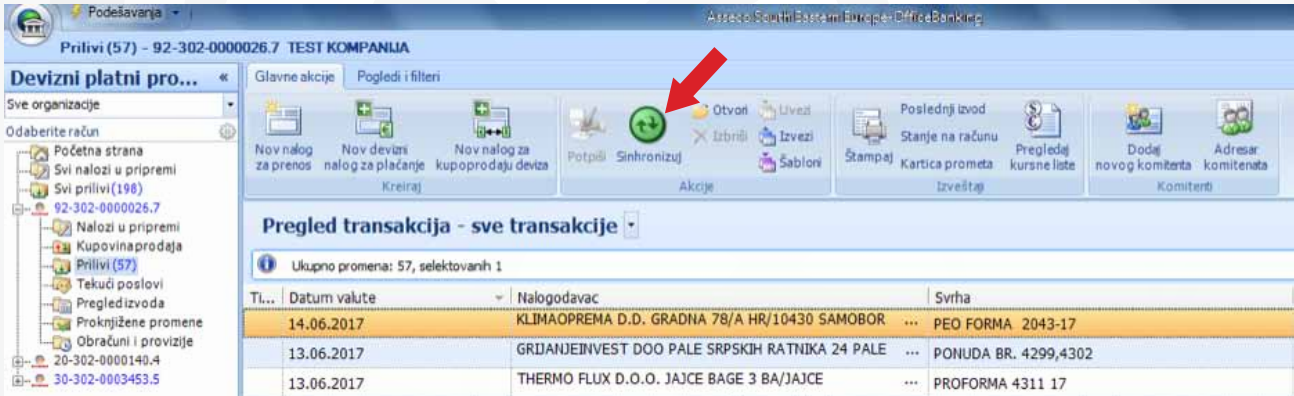 Podešavanja
Asseco SouthEastern Europe-OfficeBanking
Prilivi (57) - 92-302-0000026.7 TEST KOMPANIJA
Devizni platni pro... «
Sve organizacije
Odaberite račun
Početna strana
Svi nalozi u pripremi
Svi prilivi(198)
92-302-0000026.7
Nalozi u pripremi
Kupovinaprodaja
Prilivi (57)
Tekući poslovi
Pregledizvoda
Proknjižene promene
Obračuni i provizije
20-302-0000140.4
30-302-0003453.5
Glavne akcije Pogledi i filteri
Nov nalog za prenos
Nov devizni nalog za plaćanje
Nov nalog za kupoprodaju deviza
Kreiraj
Potpiši
Sinhronizuj
Otvori
Izbriši
Uvezi
Izvezi
Šabloni
Akcije
Štampaj
Poslednji izvod
Stanje na računu
Kartica prometa
Pregledaj kursne liste
Izveštaji
Dodaj novog komitenta
Adresar komitenata
Komitenti
Pregled transakcija - sve transakcije
Ukupno promena: 57, selektovanih 1
Ti... Datum valute Nalogodavac Svrha
14.06.2017 KLIMAOPREMA D.D. GRADNA 78/A HR/10430 SAMOBOR ... PEO FORMA 2043-17
13.06.2017 GRIJANJEINVEST DOO PALE SRPSKIH RATNIKA 24 PALE ... PONUDA BR. 4299,4302
13.06.2017 THERMO FLUX D.O.O. JAJCE BAGE 3 BA/JAJCE ... PROFORMA 4311 17